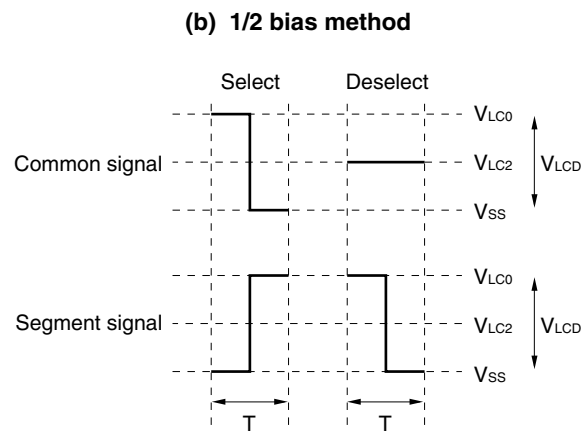 (b) 1/2 bias method
Select Deselect
Common signal
VLC0
VLC2
VSS
VLCD
Segment signal
VLC0
VLC2
VSS
VLCD
T T